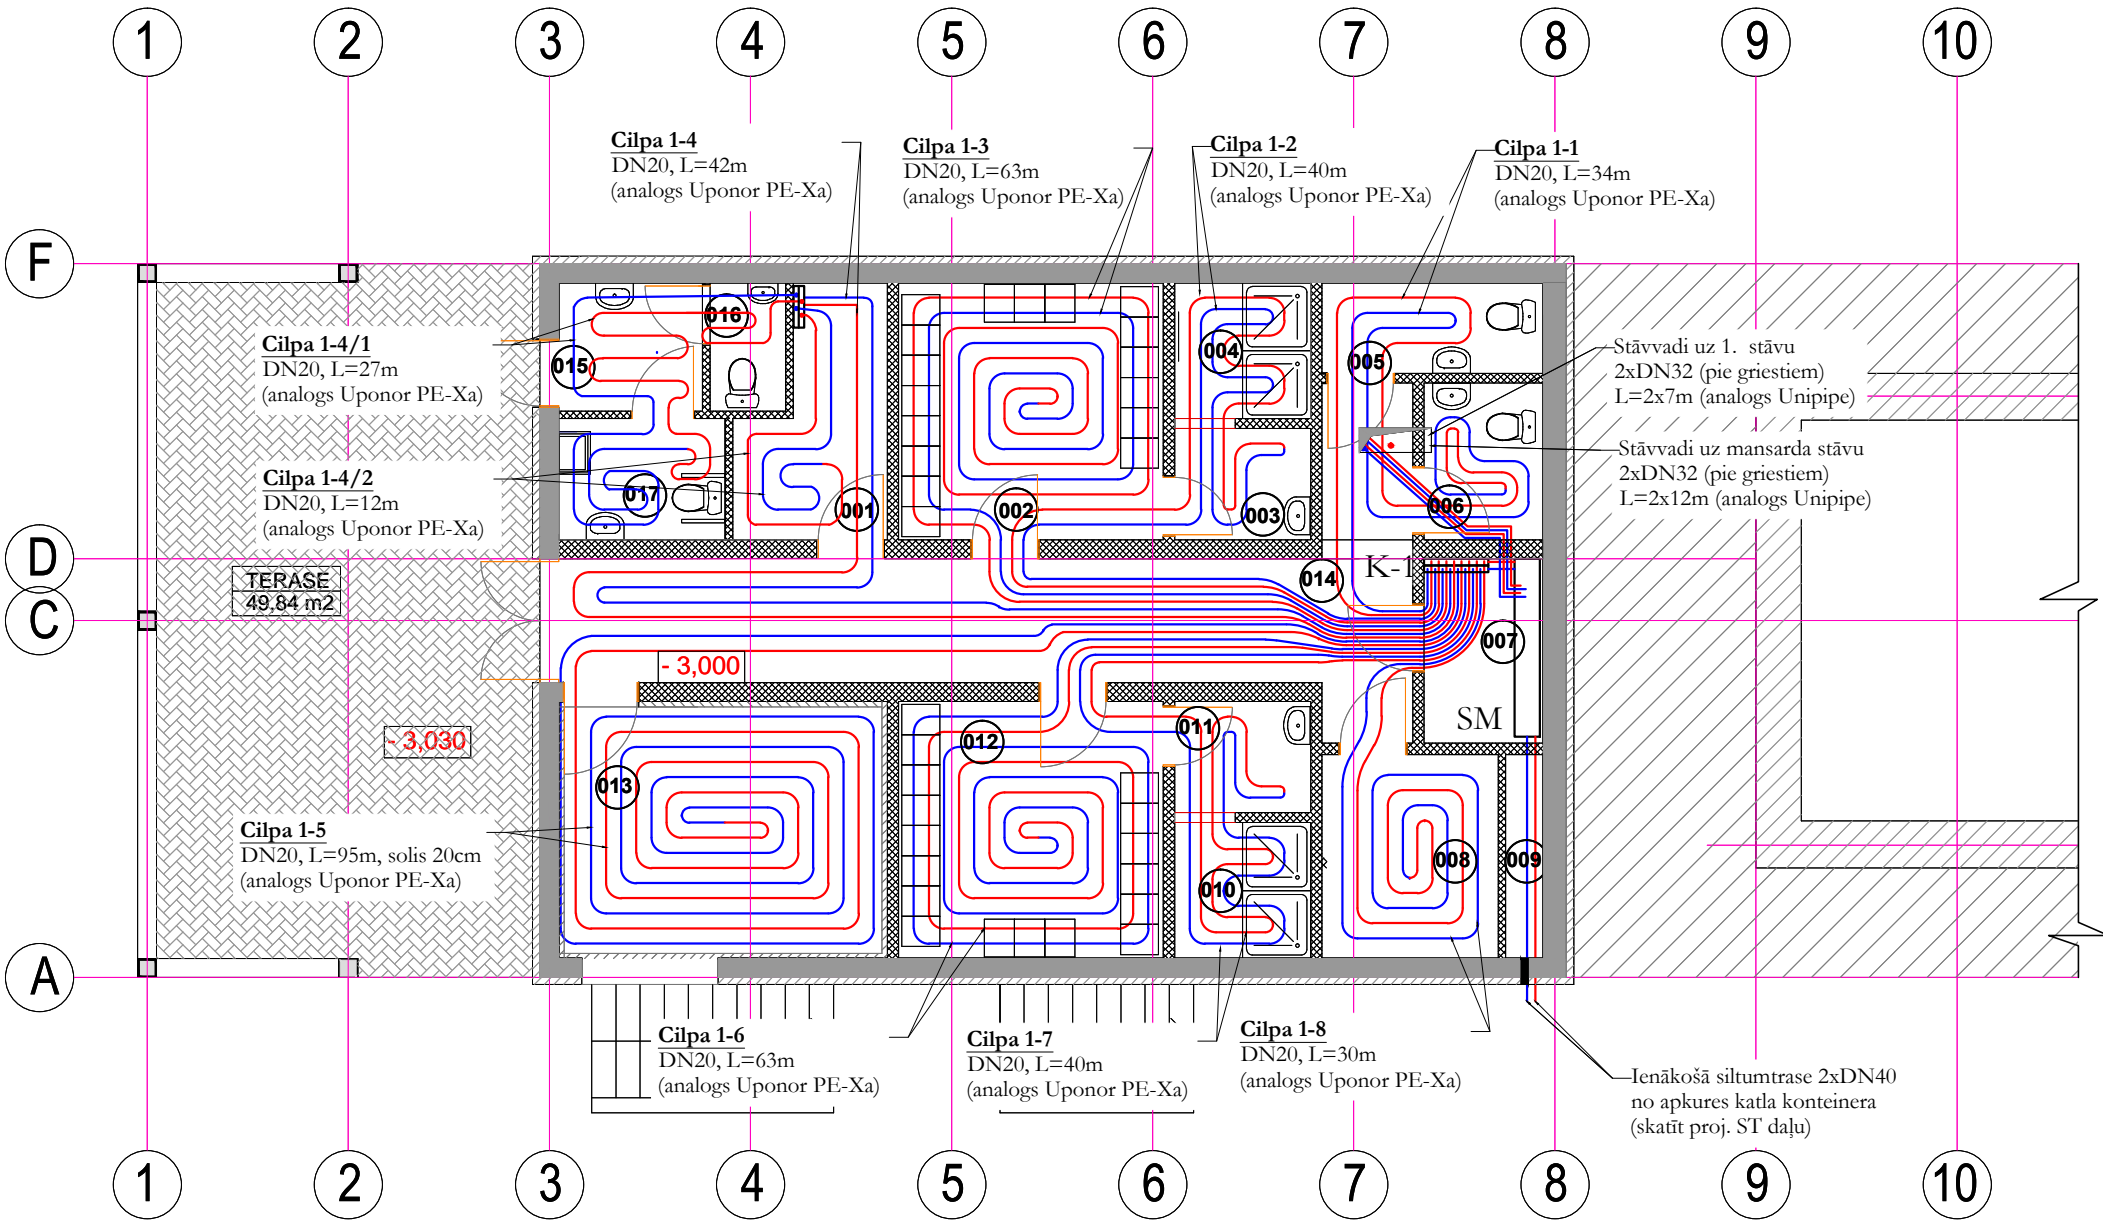 1 2 3 4 5 6 7 8 9 10
Cilpa 1-4
DN20, L=42m
(analogs Uponor PE-Xa)
Cilpa 1-3
DN20, L=63m
(analogs Uponor PE-Xa)
Cilpa 1-2
DN20, L=40m
(analogs Uponor PE-Xa)
Cilpa 1-1
DN20, L=34m
(analogs Uponor PE-Xa)
F
Cilpa 1-4/1
DN20, L=27m
(analogs Uponor PE-Xa)
015
016
004
005
Stāvvadi uz 1. stāvu
2xDN32 (pie griestiem)
L=2x7m (analogs Unipipe)
Stāvvadi uz mansarda stāvu
2xDN32 (pie griestiem)
L=2x12m (analogs Unipipe)
Cilpa 1-4/2
DN20, L=12m
(analogs Uponor PE-Xa)
017
001
002
003
006
D
TERASE
49,84 m2
014
K-1
C
007
- 3,000
SM
- 3,030
013
012
011
Cilpa 1-5
DN20, L=95m, solis 20cm
(analogs Uponor PE-Xa)
010
008
009
A
Cilpa 1-6
DN20, L=63m
(analogs Uponor PE-Xa)
Cilpa 1-7
DN20, L=40m
(analogs Uponor PE-Xa)
Cilpa 1-8
DN20, L=30m
(analogs Uponor PE-Xa)
Ienākošā siltumtrase 2xDN40
no apkures katla konteinera
(skatīt proj. ST daļu)
1 2 3 4 5 6 7 8 9 10